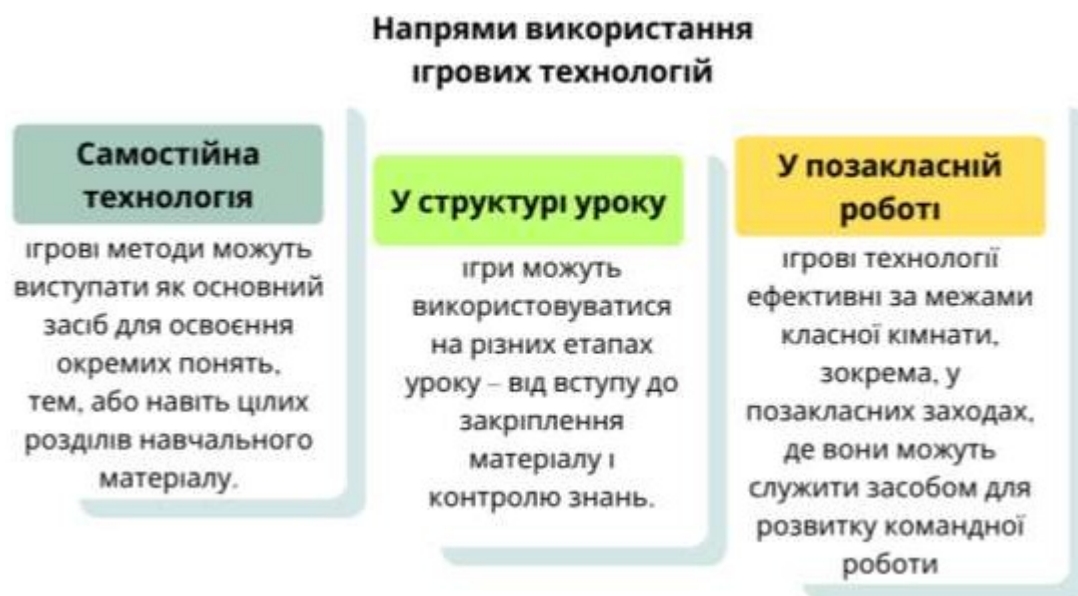 Напрями використання
ігрових технологій
Самостійна
технологія
ігрові методи можуть
виступати як основний
засіб для освоєння
окремих понять,
тем, або навіть цілих
розділів навчального
матеріалу.
У структурі уроку
ігри можуть
використовуватися
на різних етапах
уроку – від вступу до
закріплення
матеріалу і
контролю знань.
У позакласній
роботі
ігрові технології
ефективні за межами
класної кімнати,
зокрема, у
позакласних заходах,
де вони можуть
служити засобом для
розвитку командної
роботи